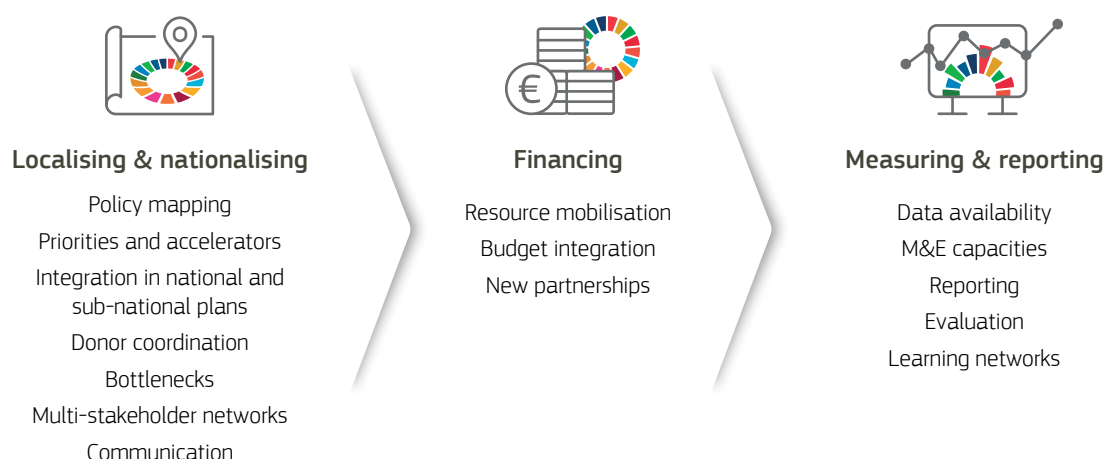 Localising & nationalising
Policy mapping
Priorities and accelerators
Integration in national and
sub-national plans
Donor coordination
Bottlenecks
Multi-stakeholder networks
Communication
€
Financing
Resource mobilisation
Budget integration
New partnerships
Measuring & reporting
Data availability
M&E capacities
Reporting
Evaluation
Learning networks